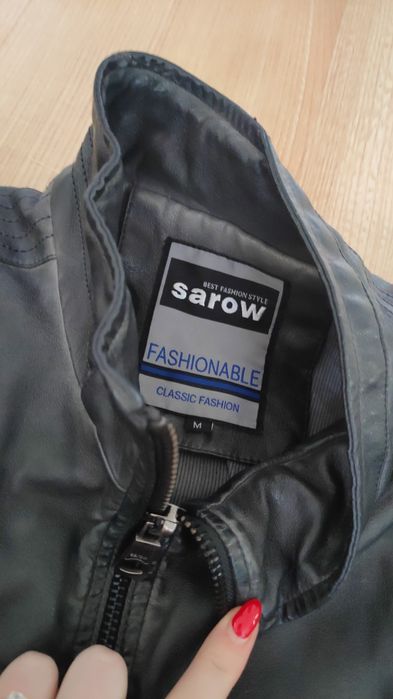 BEST FASHION STYLE
sarow
FASHIONABLE
CLASSIC FASHION
M